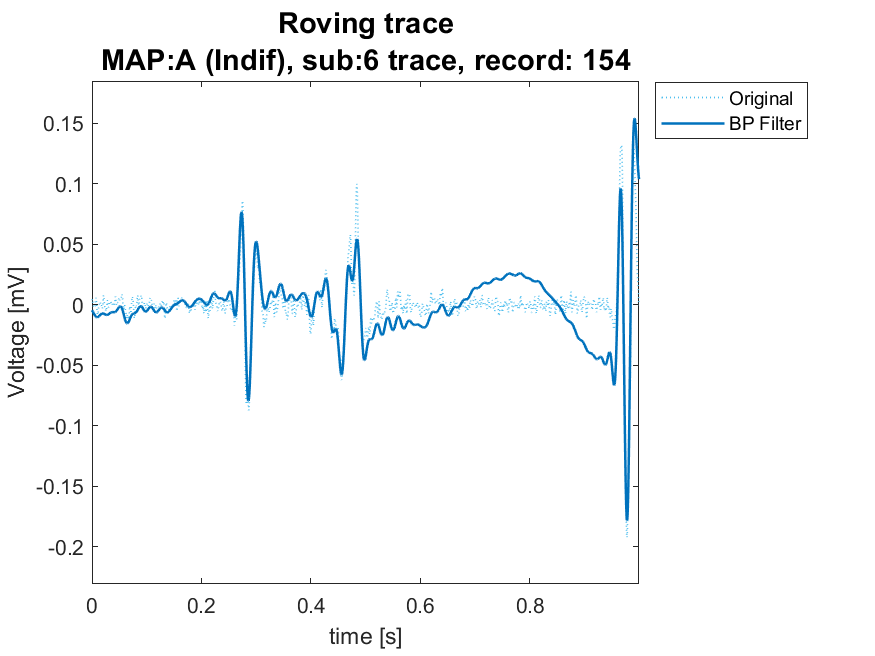 Roving trace
MAP:A (Indif), sub:6 trace, record: 154
Original
BP Filter
0.15
0.1
0.05
0
-0.05
-0.1
-0.15
-0.2
Voltage [mV]
0
0.2
0.4
0.6
0.8
time [s]